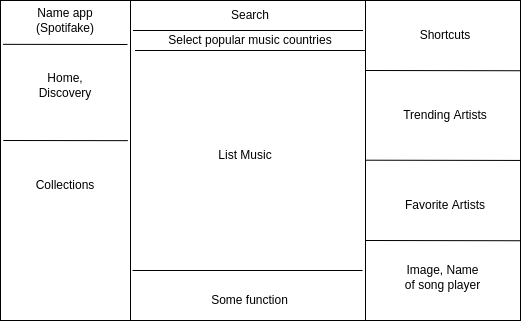 Name app
(Spotifake)
Home,
Discovery
Collections
Search
Select popular music countries
List Music
Some function
Shortcuts
Trending Artists
Favorite Artists
Image, Name
of song player